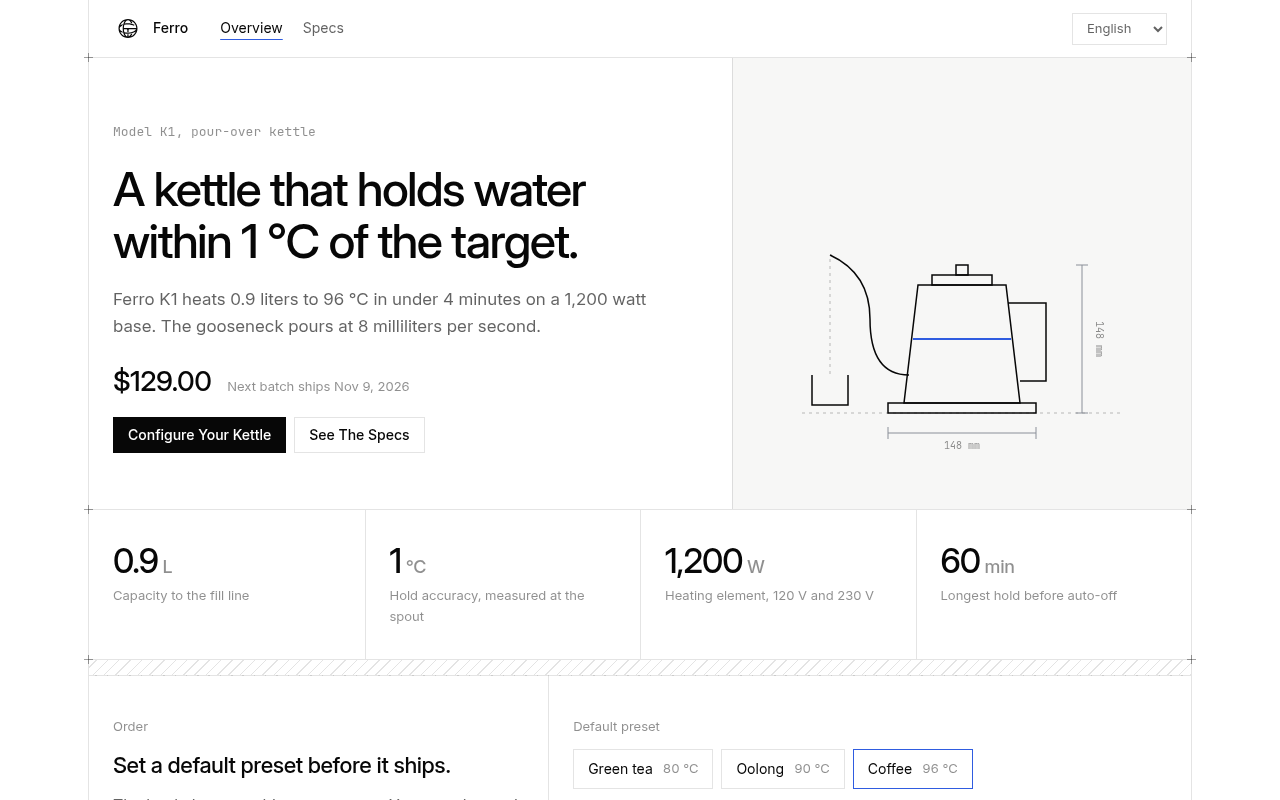 Ferro
Overview
Specs
English
Model K1, pour-over kettle
A kettle that holds water
within 1 °C of the target.
Ferro K1 heats 0.9 liters to 96 °C in under 4 minutes on a 1,200 watt
base. The gooseneck pours at 8 milliliters per second.
$129.00 Next batch ships Nov 9, 2026
Configure Your Kettle
See The Specs
148 mm
148 mm
0.9 L
Capacity to the fill line
1 °C
Hold accuracy, measured at the
spout
1,200 W
Heating element, 120 V and 230 V
60 min
Longest hold before auto-off
Order
Set a default preset before it ships.
Default preset
Green tea 80 °C
Oolong 90 °C
Coffee 96 °C